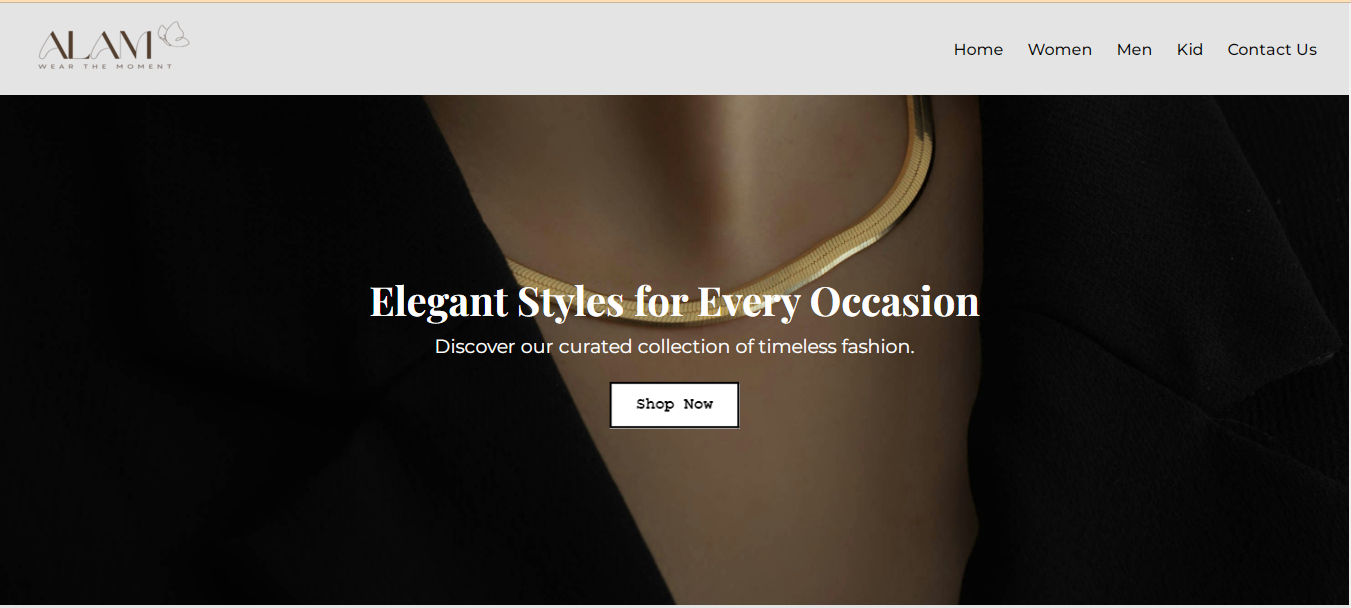 ALAM
WEAR THE MOMENT
Home Women Men Kid Contact Us
Elegant Styles for Every Occasion
Discover our curated collection of timeless fashion.
Shop Now